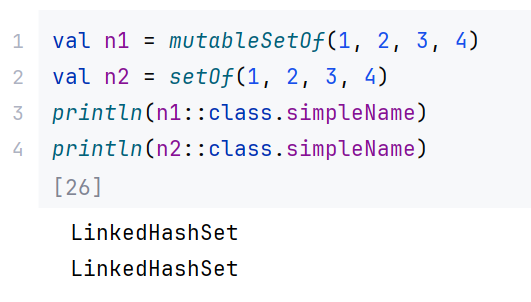 1 val n1 = mutableSetOf(1, 2, 3, 4)
2 val n2 = setOf(1, 2, 3, 4)
3 println(n1::class.simpleName)
4 println(n2::class.simpleName)
[26]
LinkedHashSet
LinkedHashSet